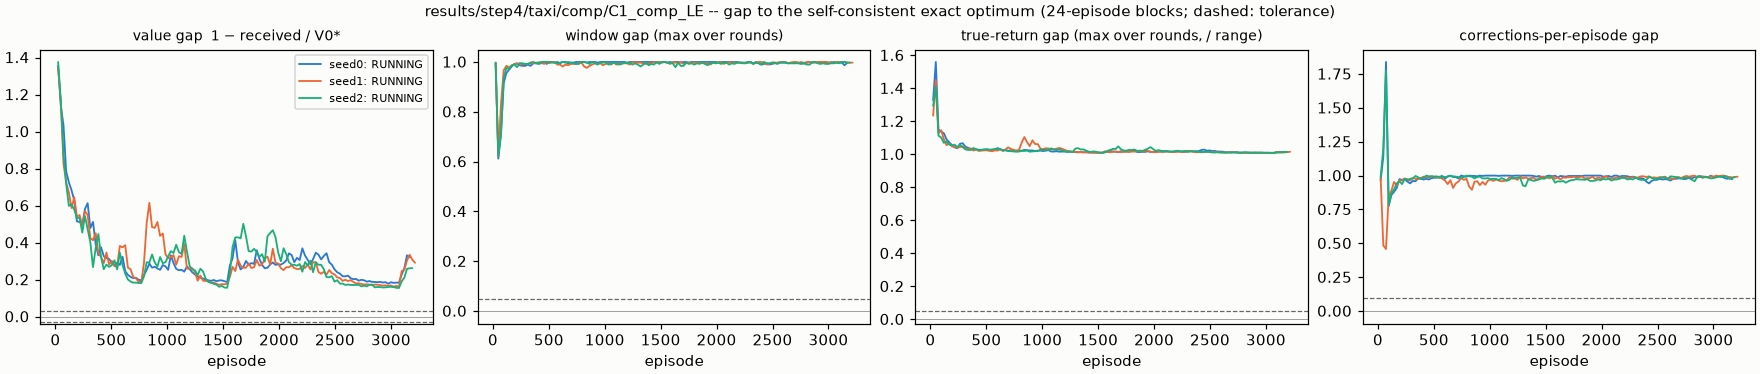 results/step4/taxi/comp/C1_comp_LE -- gap to the self-consistent exact optimum (24-episode blocks; dashed: tolerance)
value gap 1 − received / V0*
1.4
1.2
1.0
0.8
0.6
0.4
0.2
0.0
seed0: RUNNING
seed1: RUNNING
seed2: RUNNING
0 500 1000 1500 2000 2500 3000
episode
window gap (max over rounds)
1.0
0.8
0.6
0.4
0.2
0.0
0 500 1000 1500 2000 2500 3000
episode
true-return gap (max over rounds, / range)
1.6
1.4
1.2
1.0
0.8
0.6
0.4
0.2
0.0
0 500 1000 1500 2000 2500 3000
episode
corrections-per-episode gap
1.75
1.50
1.25
1.00
0.75
0.50
0.25
0.00
0 500 1000 1500 2000 2500 3000
episode